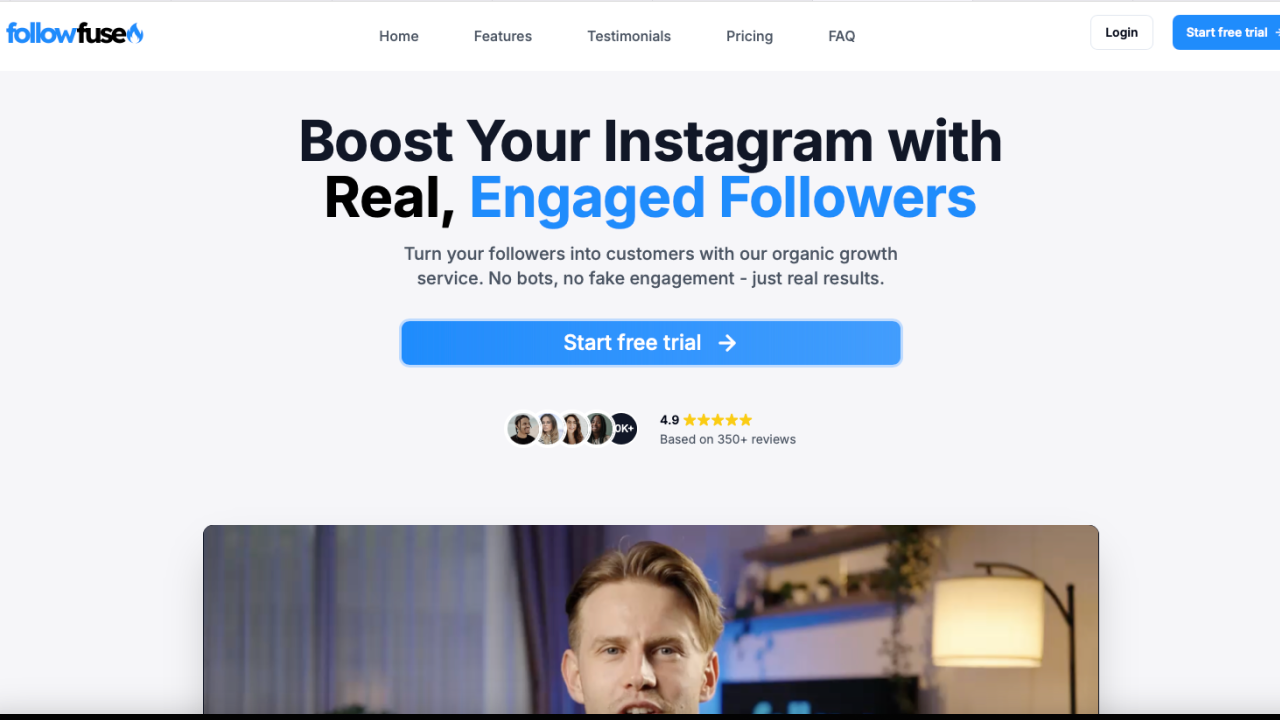 followfuse
Home
Features
Testimonials
Pricing
FAQ
Login
Start free trial
Boost Your Instagram with
Real, Engaged Followers
Turn your followers into customers with our organic growth
service. No bots, no fake engagement - just real results.
Start free trial →
0K+
4.9
Based on 350+ reviews